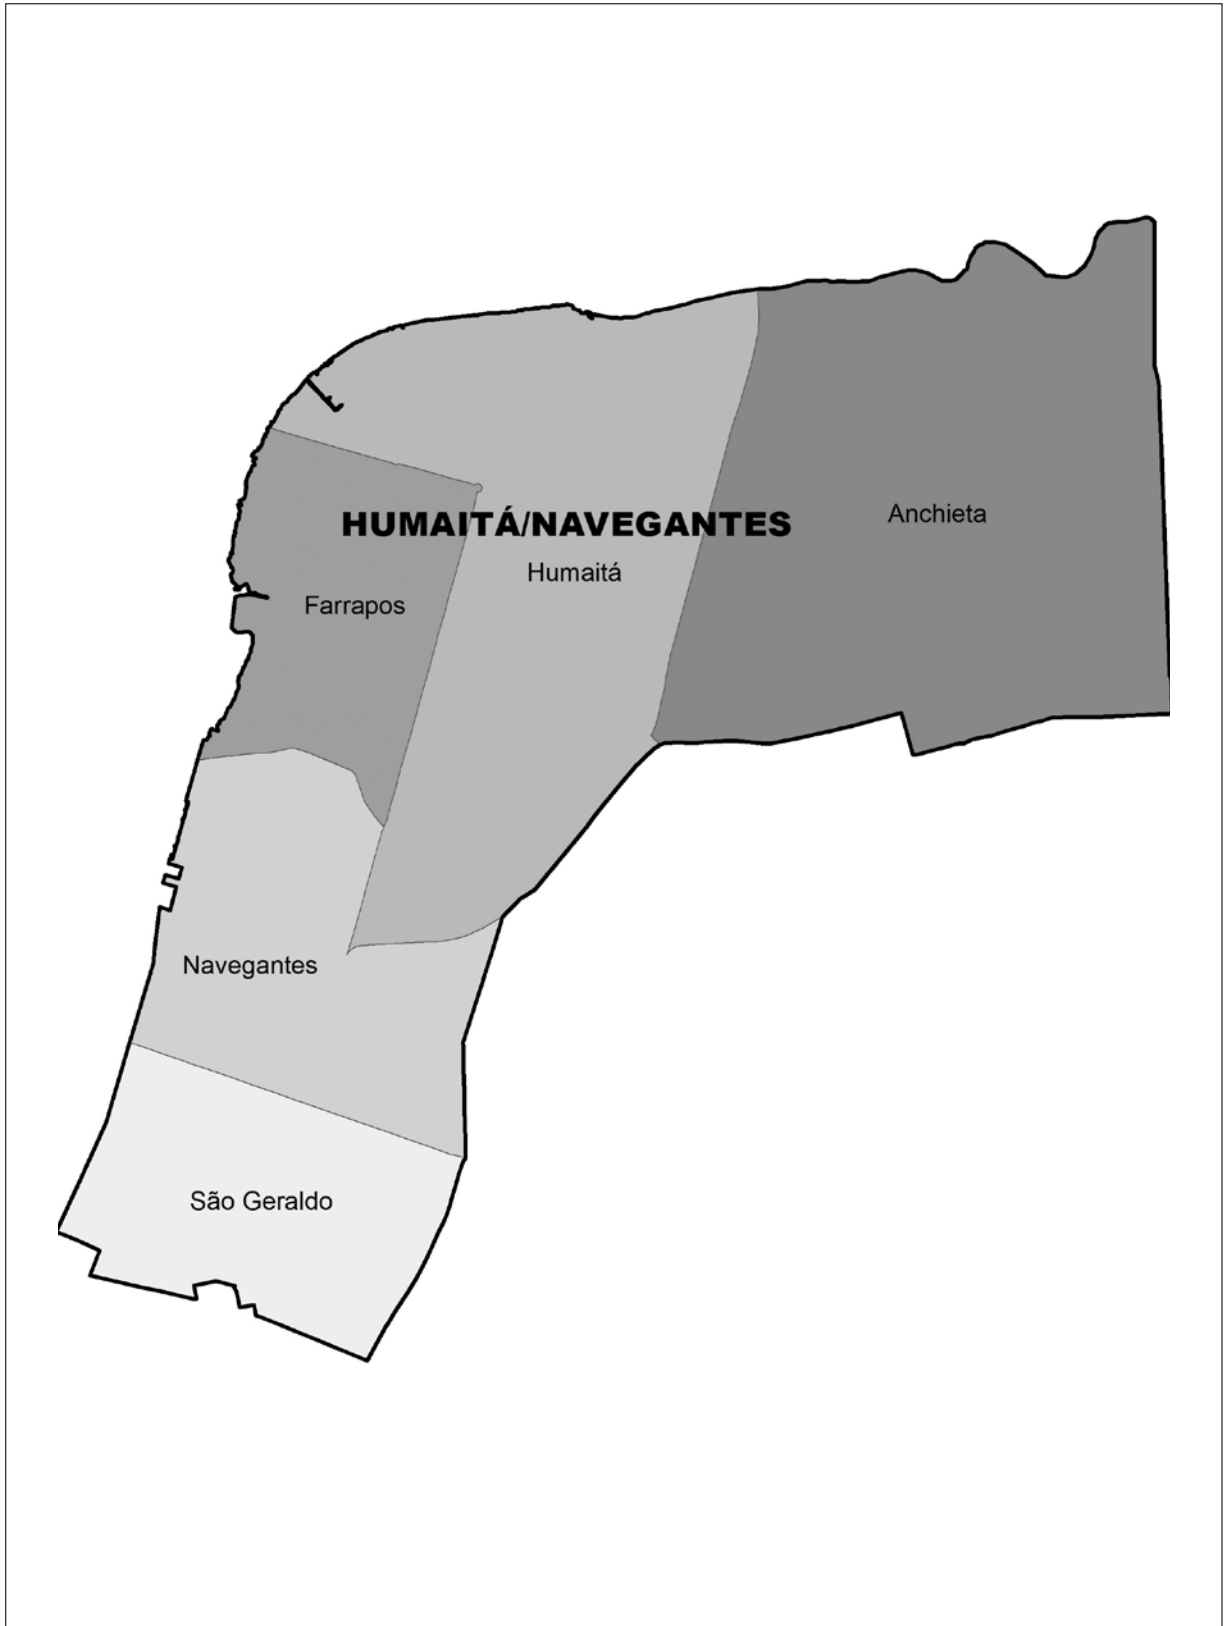 HUMAITÁ/NAVEGANTES
Anchieta
Humaitá
Farrapos
Navegantes
São Geraldo